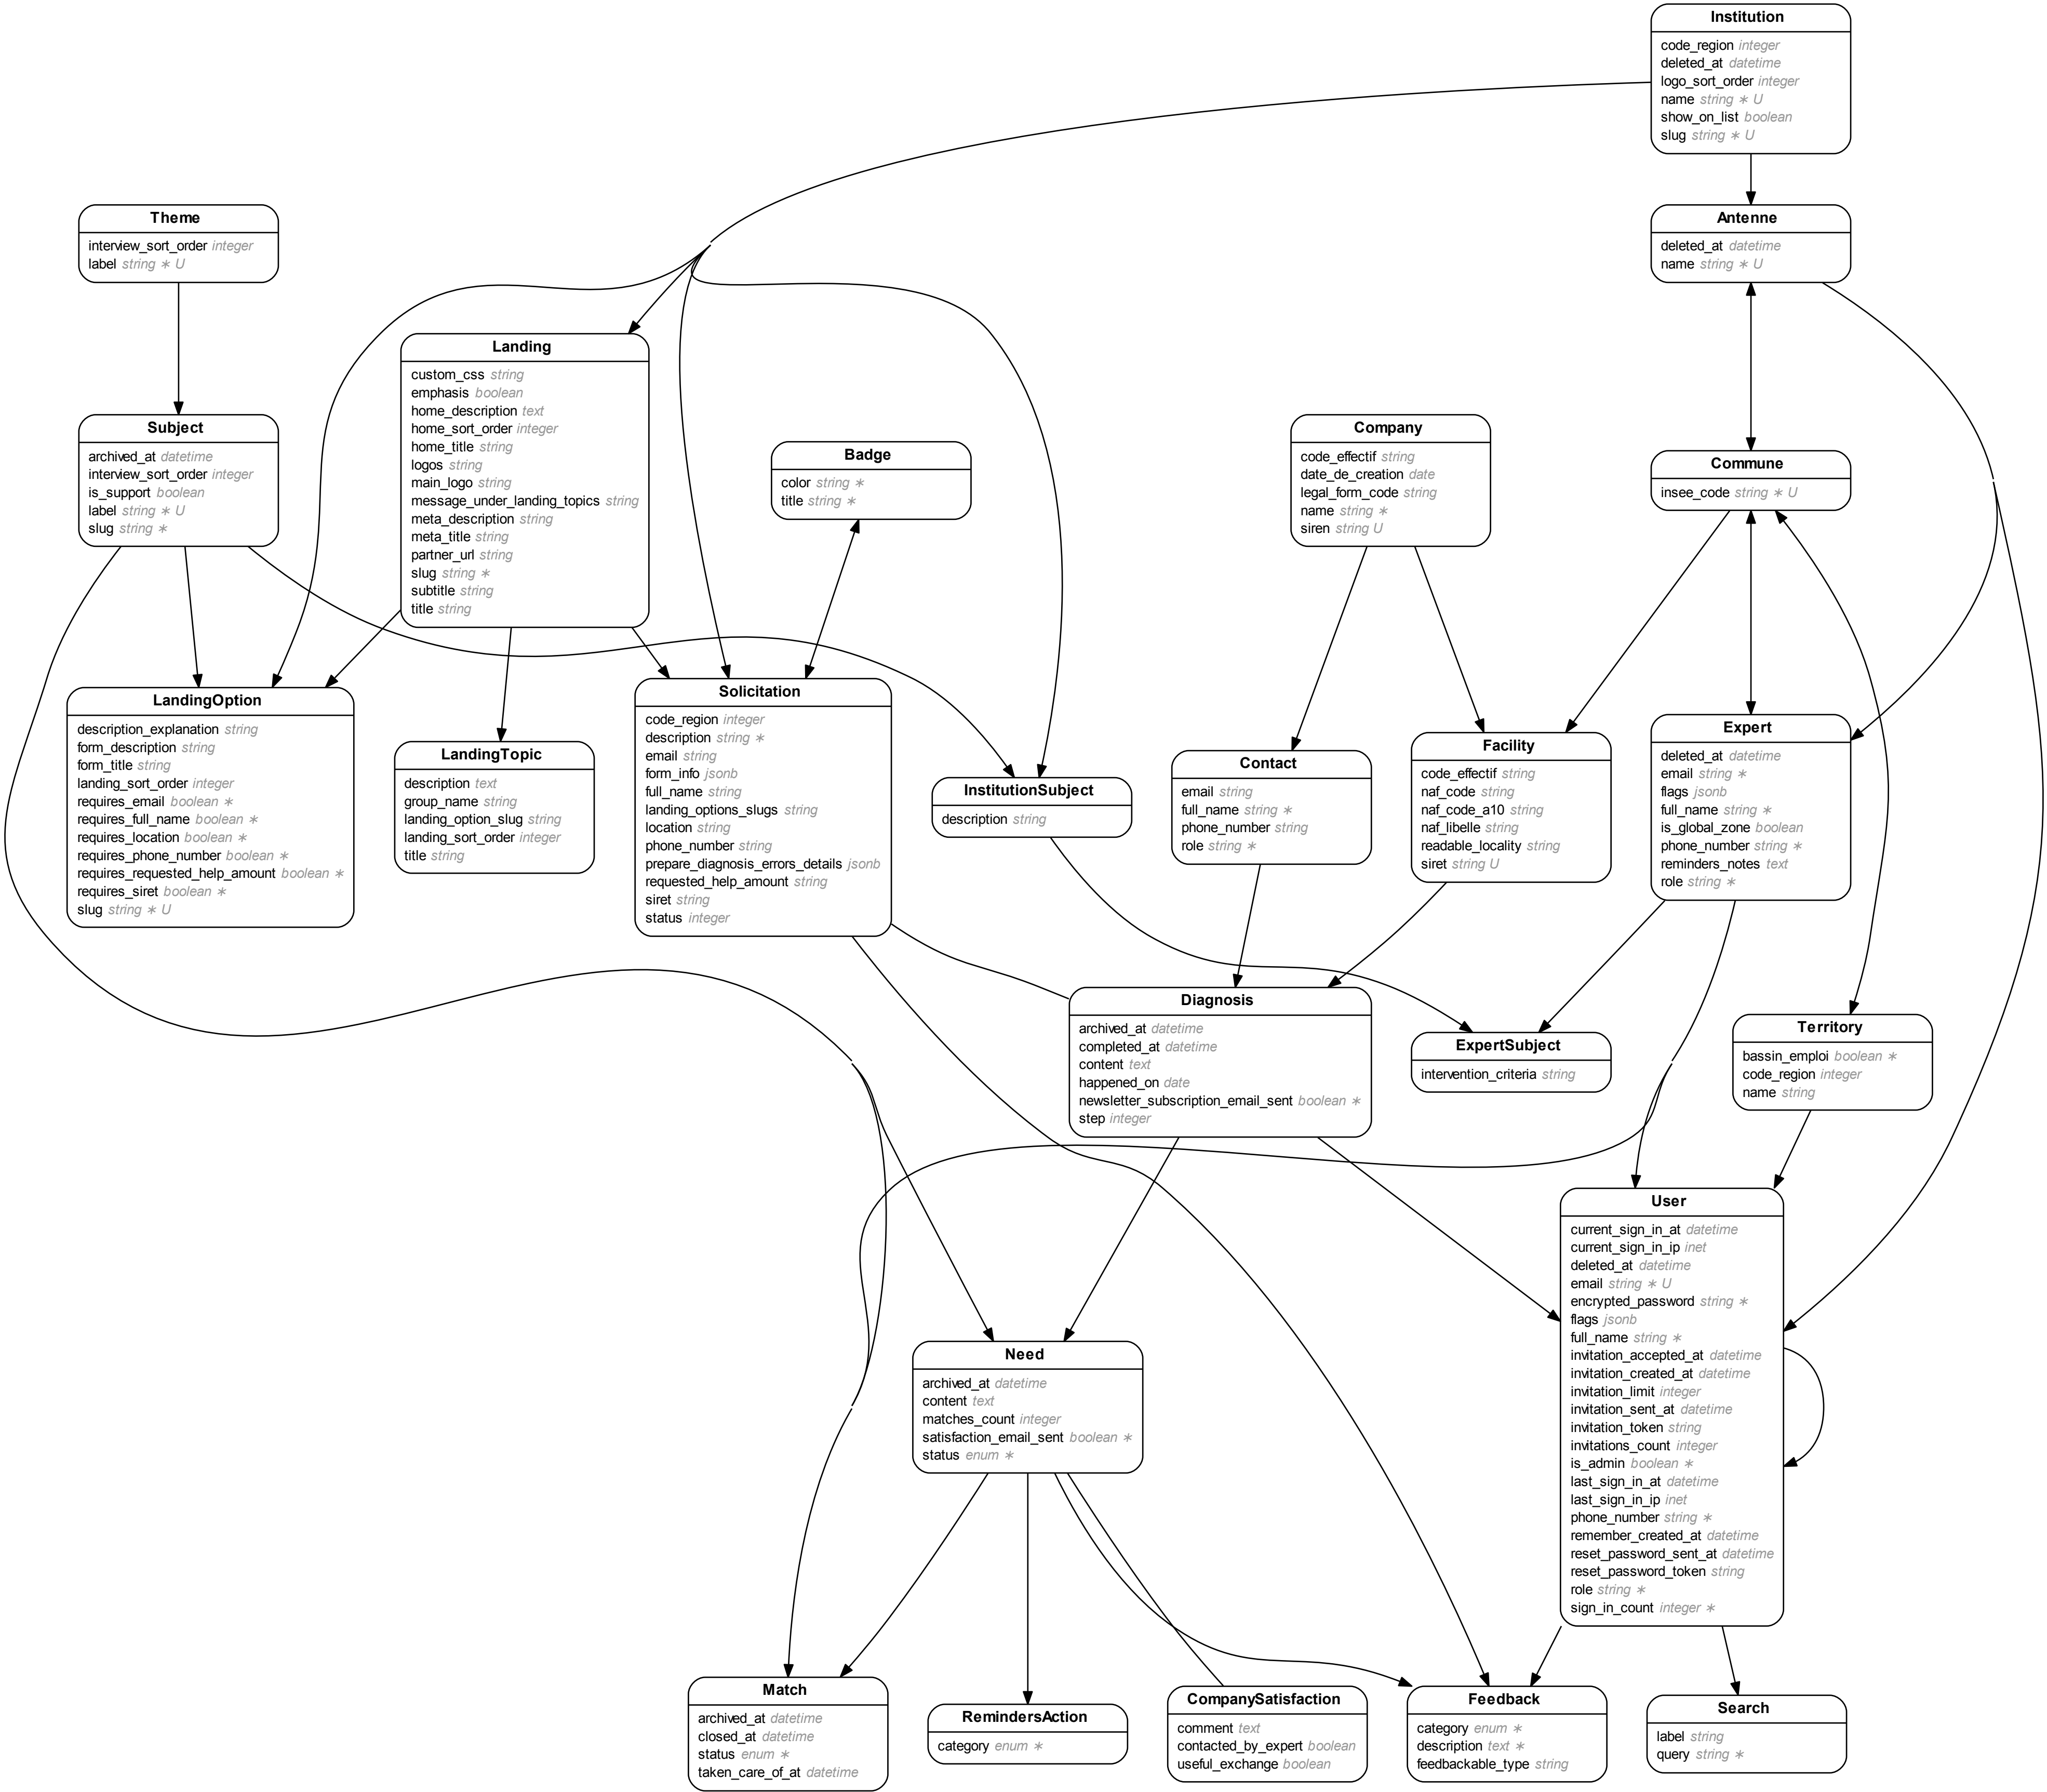 Institution
code_region integer
deleted_at datetime
logo_sort_order integer
name string ∗ U
show_on_list boolean
slug string ∗ U
Theme
interview_sort_order integer
label string ∗ U
Antenne
deleted_at datetime
name string ∗ U
Landing
custom_css string
emphasis boolean
home_description text
home_sort_order integer
home_title string
logos string
main_logo string
message_under_landing_topics string
meta_description string
meta_title string
partner_url string
slug string ∗
subtitle string
title string
Subject
archived_at datetime
interview_sort_order integer
is_support boolean
label string ∗ U
slug string ∗
Badge
color string ∗
title string ∗
Company
code_effectif string
date_de_creation date
legal_form_code string
name string ∗
siren string U
Commune
insee_code string ∗ U
LandingOption
description_explanation string
form_description string
form_title string
landing_sort_order integer
requires_email boolean ∗
requires_full_name boolean ∗
requires_location boolean ∗
requires_phone_number boolean ∗
requires_requested_help_amount boolean ∗
requires_siret boolean ∗
slug string ∗ U
LandingTopic
description text
group_name string
landing_option_slug string
landing_sort_order integer
title string
Solicitation
code_region integer
description string ∗
email string
form_info jsonb
full_name string
landing_options_slugs string
location string
phone_number string
prepare_diagnosis_errors_details jsonb
requested_help_amount string
siret string
status integer
InstitutionSubject
description string
Contact
email string
full_name string ∗
phone_number string
role string ∗
Facility
code_effectif string
naf_code string
naf_code_a10 string
naf_libelle string
readable_locality string
siret string U
Expert
deleted_at datetime
email string ∗
flags jsonb
full_name string ∗
is_global_zone boolean
phone_number string ∗
reminders_notes text
role string ∗
Diagnosis
archived_at datetime
completed_at datetime
content text
happened_on date
newsletter_subscription_email_sent boolean ∗
step integer
ExpertSubject
intervention_criteria string
Territory
bassin_emploi boolean ∗
code_region integer
name string
User
current_sign_in_at datetime
current_sign_in_ip inet
deleted_at datetime
email string ∗ U
encrypted_password string ∗
flags jsonb
full_name string ∗
invitation_accepted_at datetime
invitation_created_at datetime
invitation_limit integer
invitation_sent_at datetime
invitation_token string
invitations_count integer
is_admin boolean ∗
last_sign_in_at datetime
last_sign_in_ip inet
phone_number string ∗
remember_created_at datetime
reset_password_sent_at datetime
reset_password_token string
role string ∗
sign_in_count integer ∗
Need
archived_at datetime
content text
matches_count integer
satisfaction_email_sent boolean ∗
status enum ∗
Match
archived_at datetime
closed_at datetime
status enum ∗
taken_care_of_at datetime
RemindersAction
category enum ∗
CompanySatisfaction
comment text
contacted_by_expert boolean
useful_exchange boolean
Feedback
category enum ∗
description text ∗
feedbackable_type string
Search
label string
query string ∗